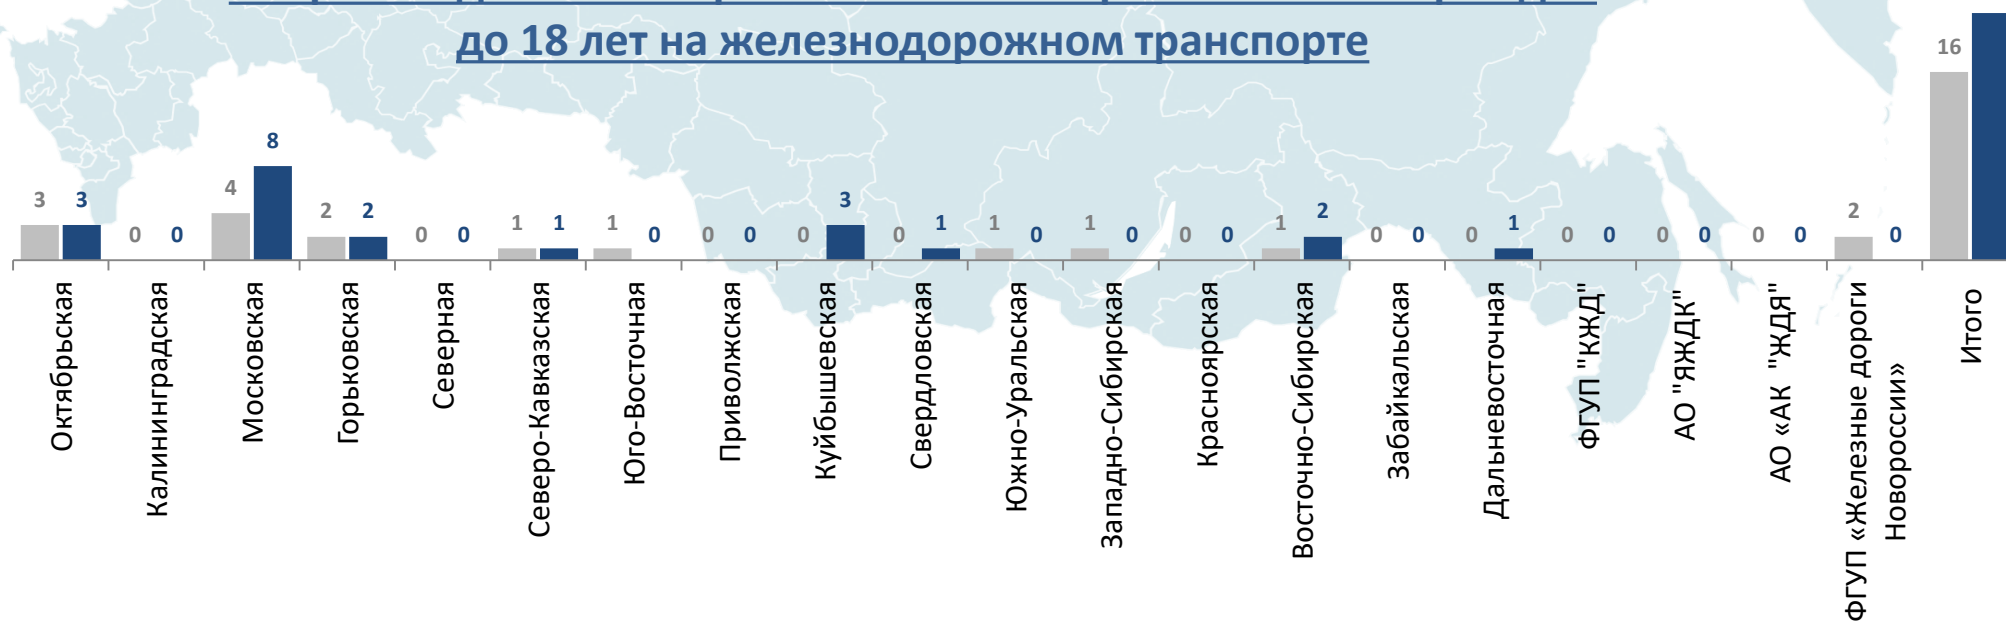 до 18 лет на железнодорожном транспорте
16
8
4
3 3 0 0 2 2 0 0 1 1 1 0 0 0 0 3 0 1 1 0 1 0 0 0 1 2 0 0 0 1 0 0 0 0 0 0 2 0
Октябрьская
Калининградская
Московская
Горьковская
Северная
Северо-Кавказская
Юго-Восточная
Приволжская
Куйбышевская
Свердловская
Южно-Уральская
Западно-Сибирская
Красноярская
Восточно-Сибирская
Забайкальская
Дальневосточная
ФГУП "КЖД"
АО "ЯЖДК"
АО «АК "ЖДЯ"
ФГУП «Железные дороги
Новороссии»
Итого